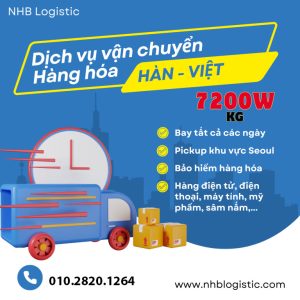 NHB Logistic
Dịch vụ vận chuyển
Hàng hóa
HÀN - VIỆT
7200W
KG
Bay tất cả các ngày
Pickup khu vực Seoul
Bảo hiểm hàng hóa
Hàng điện tử, điện
thoại, máy tính, mỹ
phẩm, sâm nấm,...
010.2820.1264
www.nhblogistic.com